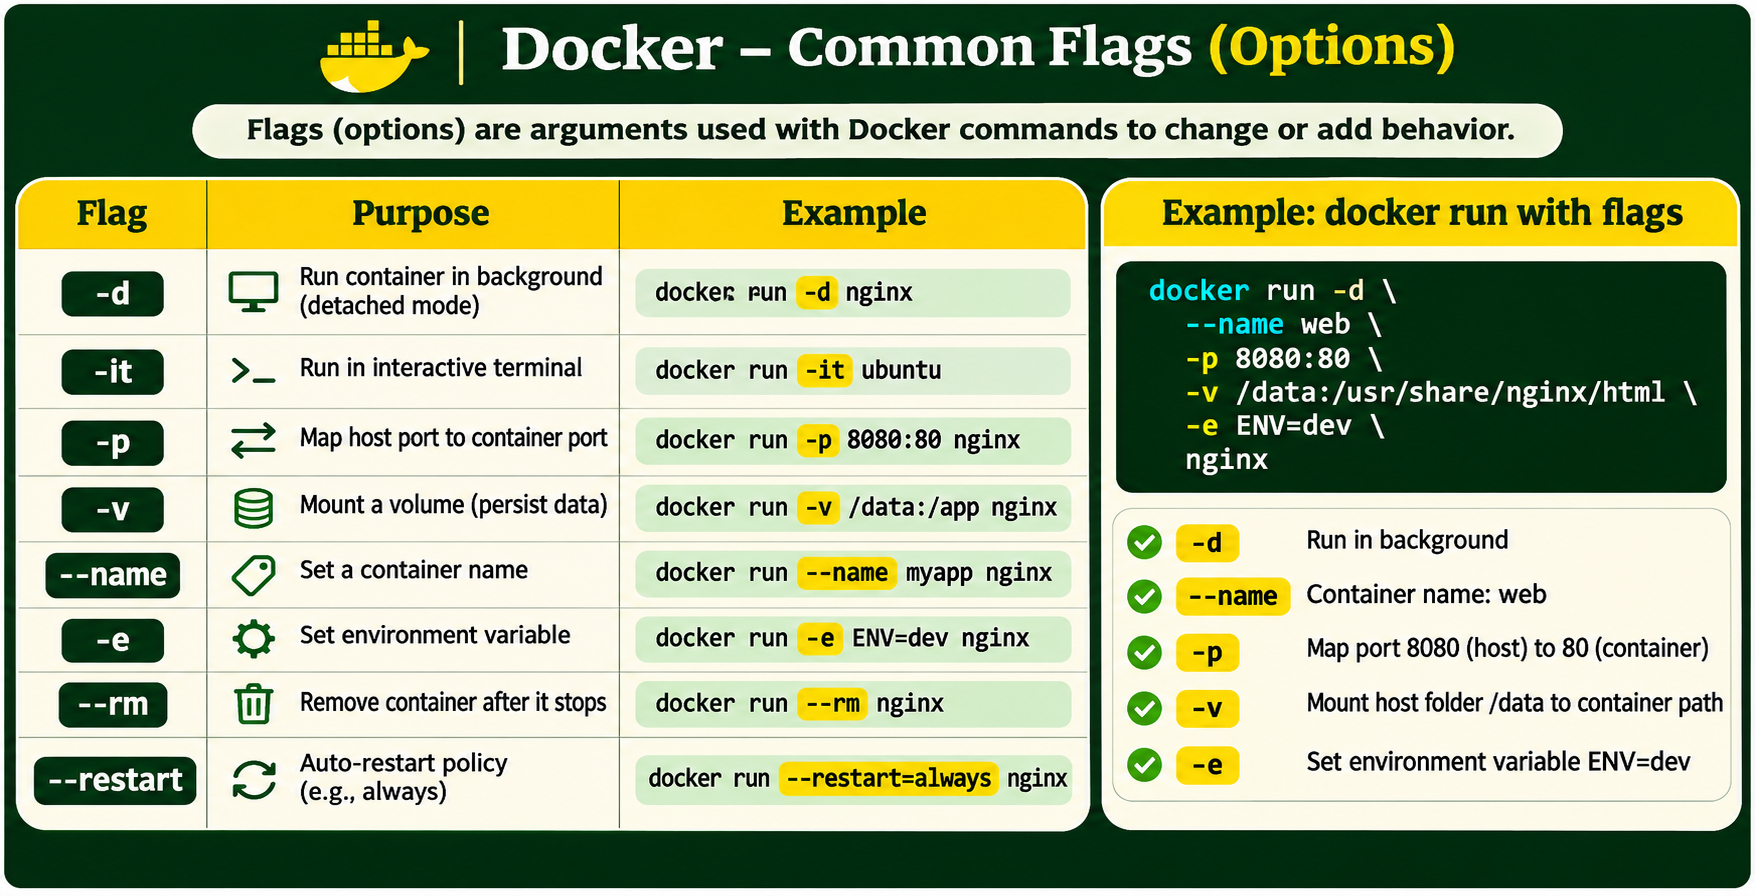 Docker – Common Flags (Options)
Flags (options) are arguments used with Docker commands to change or add behavior.
Flag Purpose Example
-d Run container in background (detached mode) docker run -d nginx
-it Run in interactive terminal docker run -it ubuntu
-p Map host port to container port docker run -p 8080:80 nginx
-v Mount a volume (persist data) docker run -v /data:/app nginx
--name Set a container name docker run --name myapp nginx
-e Set environment variable docker run -e ENV=dev nginx
--rm Remove container after it stops docker run --rm nginx
--restart Auto-restart policy (e.g., always) docker run --restart=always nginx
Example: docker run with flags
docker run -d \
--name web \
-p 8080:80 \
-v /data:/usr/share/nginx/html \
-e ENV=dev \
nginx
-d Run in background
--name Container name: web
-p Map port 8080 (host) to 80 (container)
-v Mount host folder /data to container path
-e Set environment variable ENV=dev